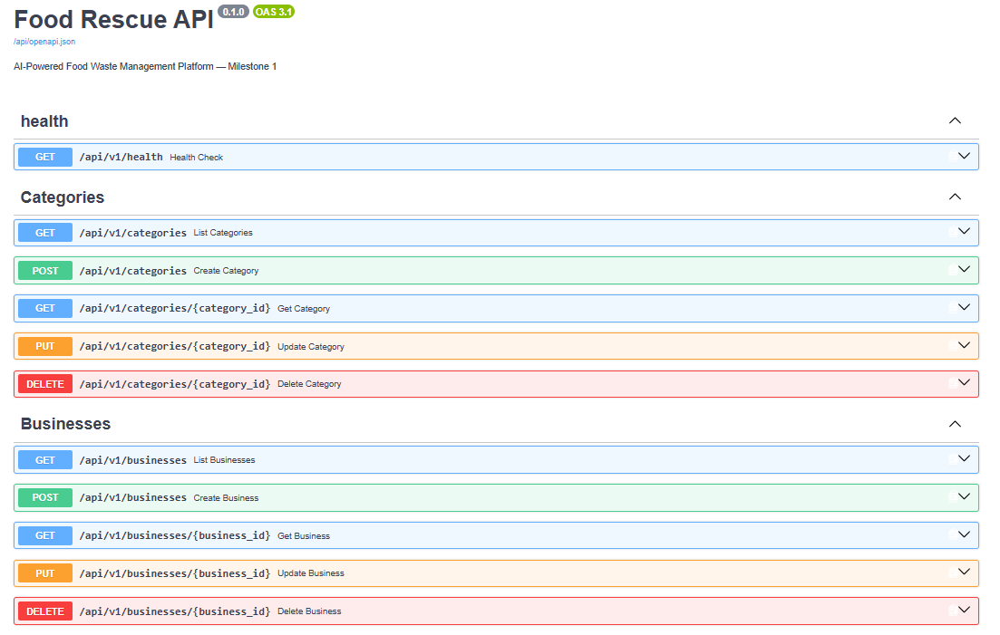 Food Rescue API 0.1.0 OAS 3.1
/api/openapi.json
AI-Powered Food Waste Management Platform — Milestone 1
health
GET /api/v1/health Health Check
Categories
GET /api/v1/categories List Categories
POST /api/v1/categories Create Category
GET /api/v1/categories/{category_id} Get Category
PUT /api/v1/categories/{category_id} Update Category
DELETE /api/v1/categories/{category_id} Delete Category
Businesses
GET /api/v1/businesses List Businesses
POST /api/v1/businesses Create Business
GET /api/v1/businesses/{business_id} Get Business
PUT /api/v1/businesses/{business_id} Update Business
DELETE /api/v1/businesses/{business_id} Delete Business